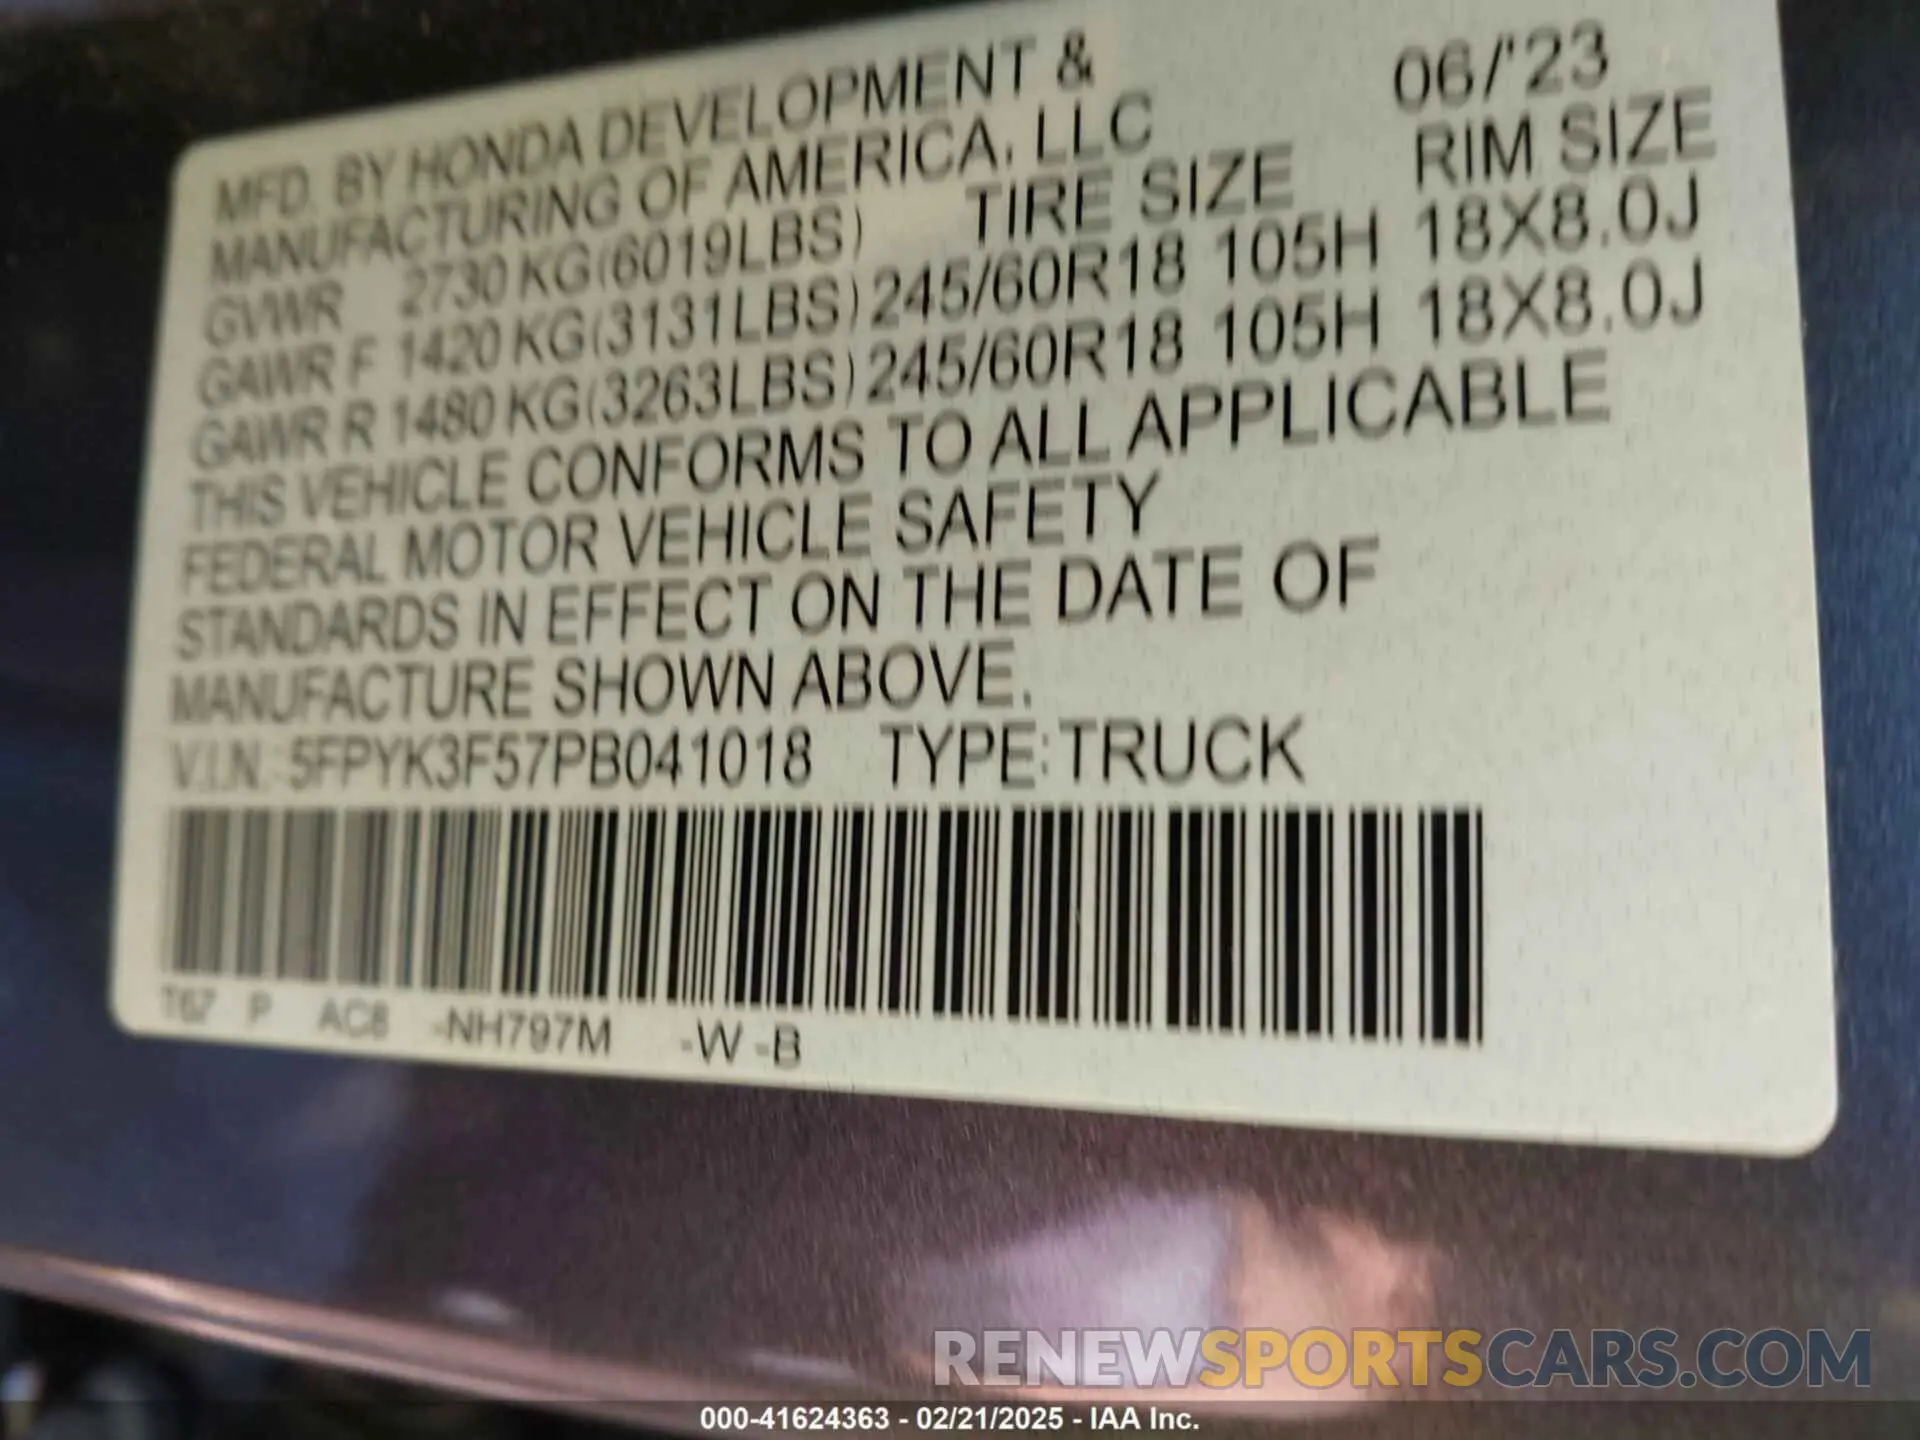 MFD. BY HONDA DEVELOPMENT & 06/'23
MANUFACTURING OF AMERICA, LLC
GVWR 2730 KG(6019LBS) TIRE SIZE RIM SIZE
GAWR F 1420 KG(3131LBS) 245/60R18 105H 18X8.0J
GAWR R 1480 KG(3263LBS) 245/60R18 105H 18X8.0J
THIS VEHICLE CONFORMS TO ALL APPLICABLE
FEDERAL MOTOR VEHICLE SAFETY
STANDARDS IN EFFECT ON THE DATE OF
MANUFACTURE SHOWN ABOVE.
V.I.N.: 5FPYK3F57PB041018 TYPE: TRUCK
T67 P AC8 -NH797M -W -B
RENEWSPORTSCARS.COM
000-41624363 - 02/21/2025 - IAA Inc.